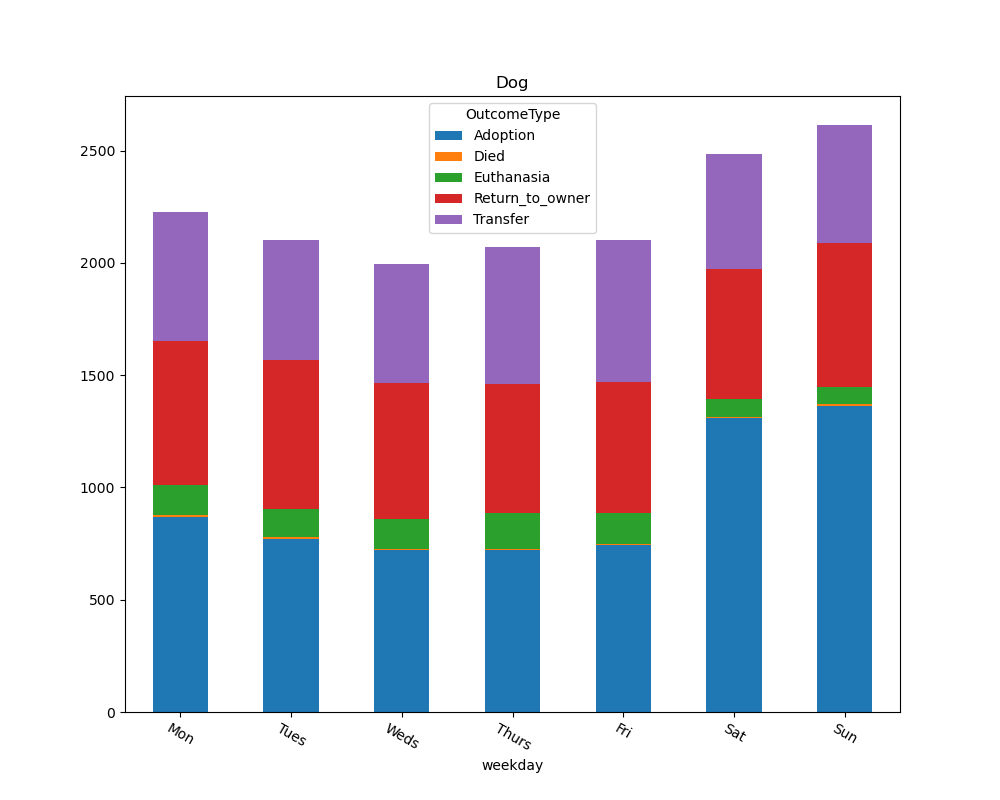 Dog
OutcomeType
Adoption
Died
Euthanasia
Return_to_owner
Transfer
2500
2000
1500
1000
500
0
Mon
Tues
Weds
Thurs
Fri
Sat
Sun
weekday